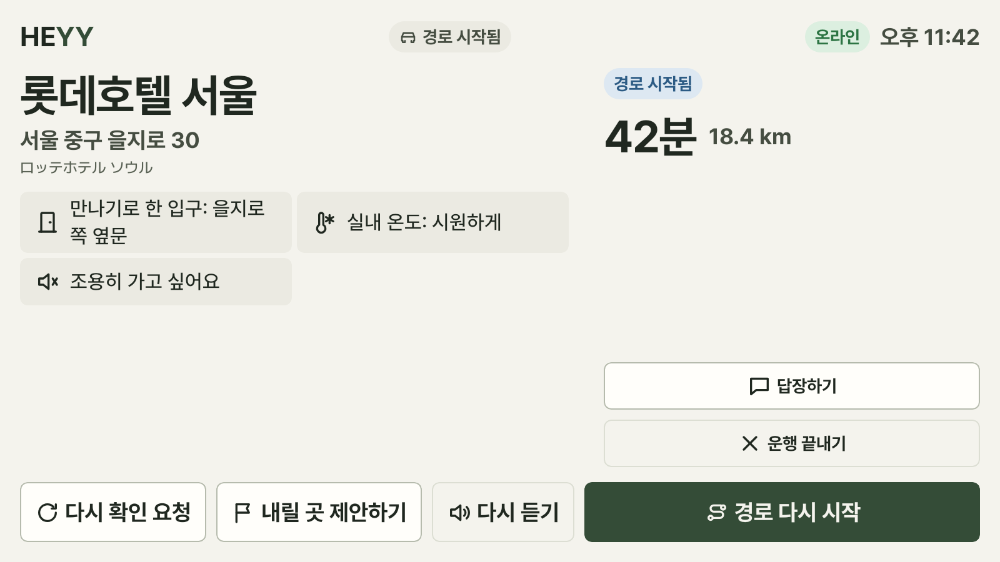 HEYY
경로 시작됨
온라인 오후 11:42
롯데호텔 서울
서울 중구 을지로 30
ロッテホテル ソウル
경로 시작됨
42분 18.4 km
만나기로 한 입구: 을지로
쪽 옆문
실내 온도: 시원하게
조용히 가고 싶어요
답장하기
운행 끝내기
다시 확인 요청
내릴 곳 제안하기
다시 듣기
경로 다시 시작